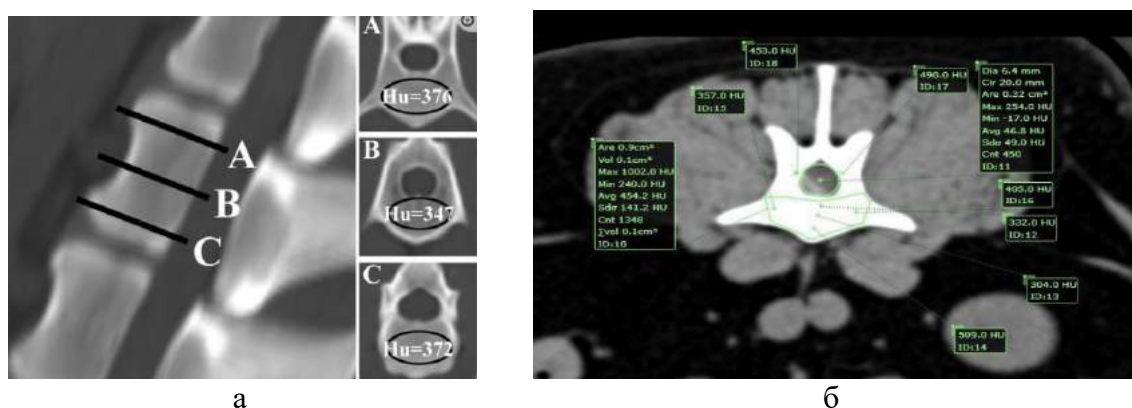 A
B
C
A
Hu=376
B
Hu=347
C
Hu=372
453.0 HU
ID:18
490.0 HU
ID:17
357.0 HU
ID:15
Dia 6.4 mm
Cir 20.0 mm
Are 0.32 cm²
Max 254.0 HU
Min -17.0 HU
Avg 46.8 HU
Sdσ 49.0 HU
Cnt 450
ID:11
Are 0.9cm²
Vol 0.1cm³
Max 1002.0 HU
Min 240.0 HU
Avg 454.2 HU
Sdσ 141.2 HU
Cnt 1348
∑vol 0.1cm³
ID:10
405.0 HU
ID:16
332.0 HU
ID:12
304.0 HU
ID:13
509.0 HU
ID:14
а
б